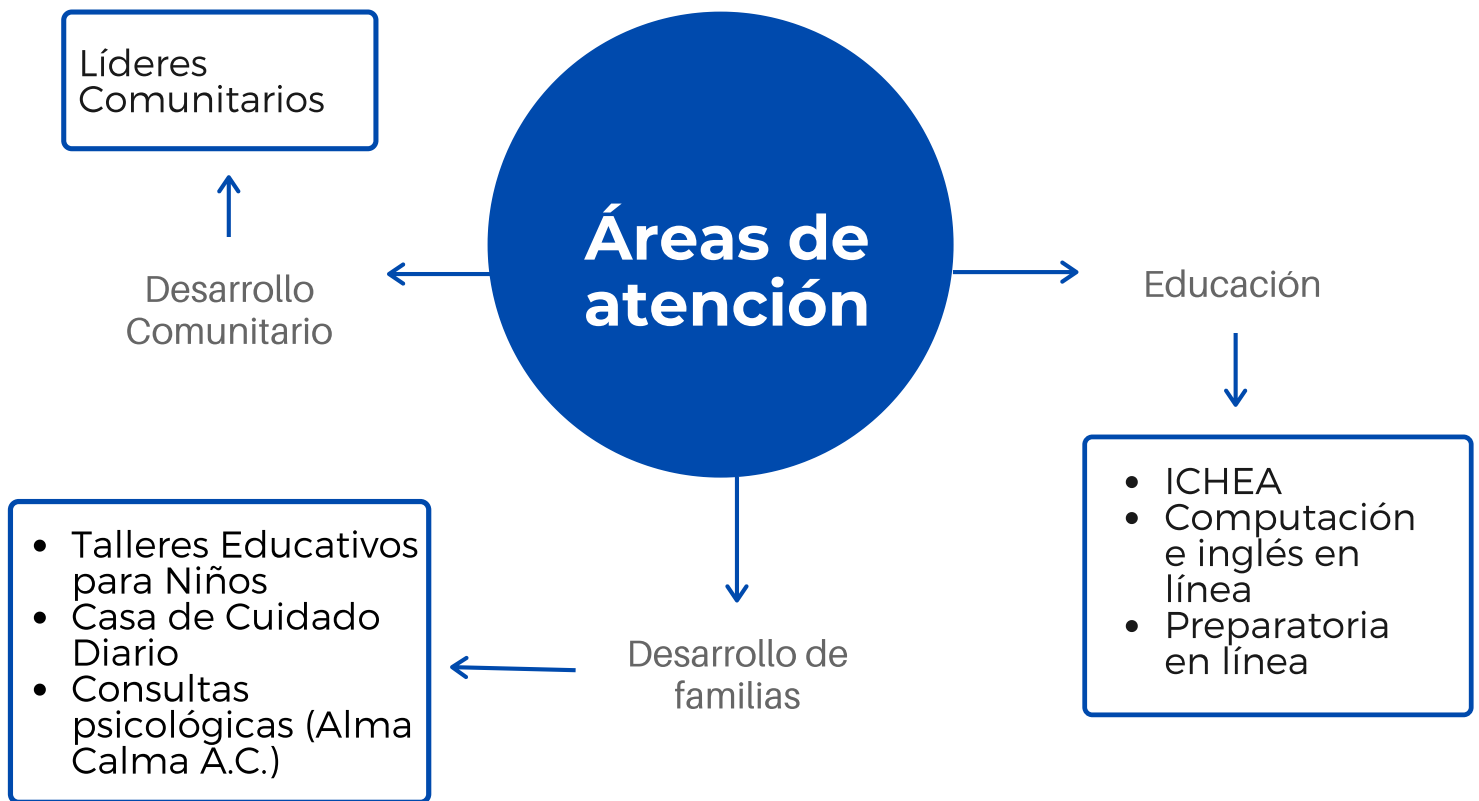 Líderes
Comunitarios
Áreas de
atención
Desarrollo
Comunitario
Educación
• ICHEA
• Computación
e inglés en
línea
• Preparatoria
en línea
Desarrollo de
familias
• Talleres Educativos
para Niños
• Casa de Cuidado
Diario
• Consultas
psicológicas (Alma
Calma A.C.)